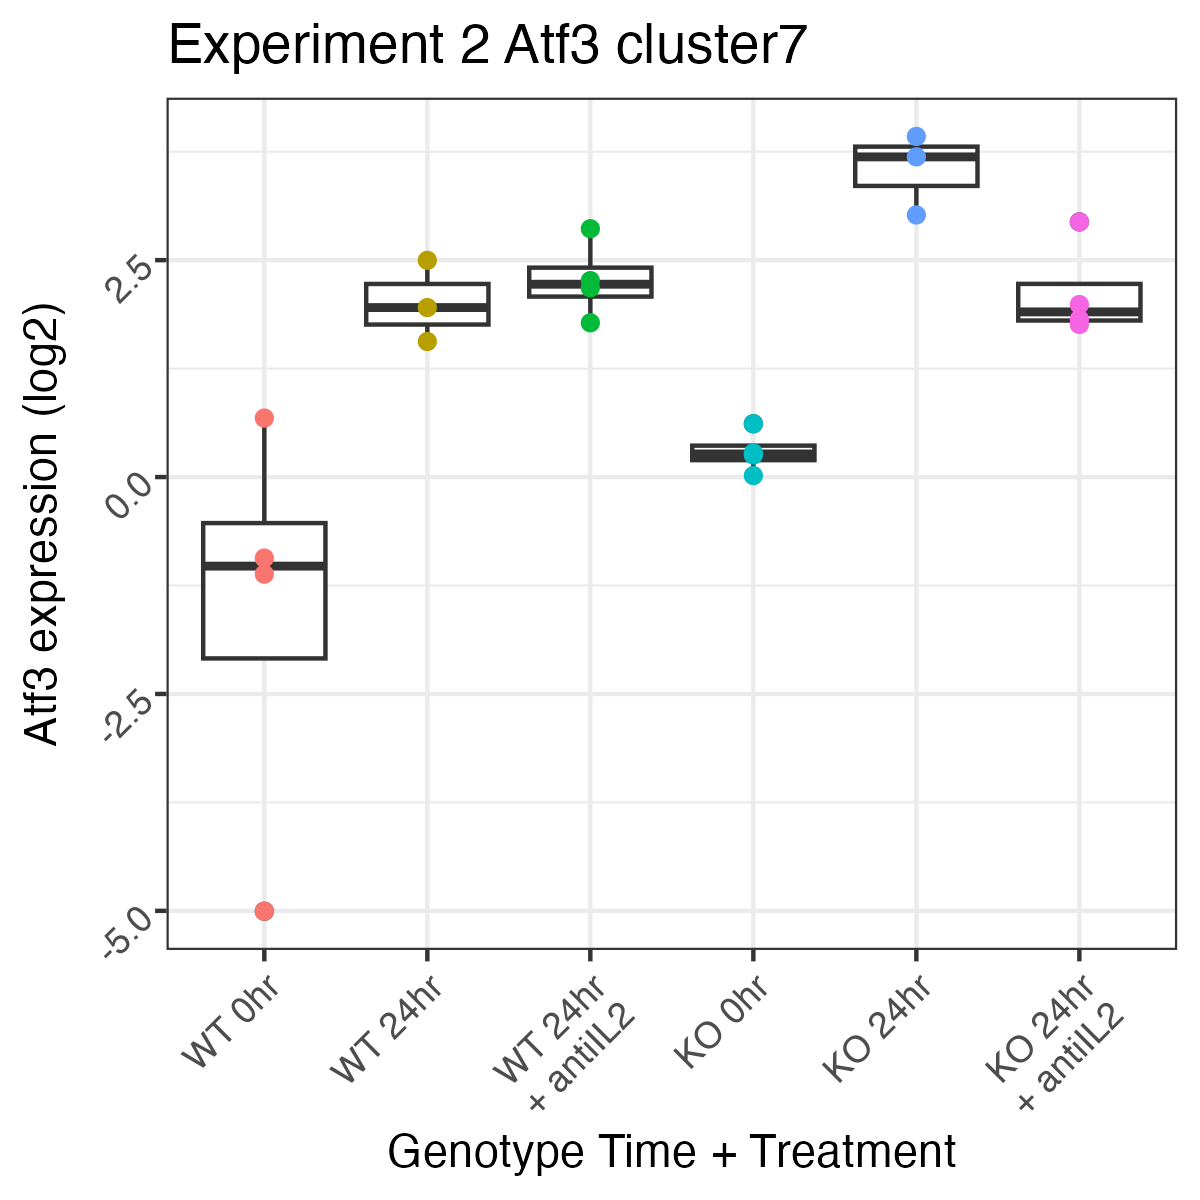 Experiment 2 Atf3 cluster7
Atf3 expression (log2)
2.5
0.0
-2.5
-5.0
WT 0hr
WT 24hr
WT 24hr
+ antiIL2
KO 0hr
KO 24hr
KO 24hr
+ antiIL2
Genotype Time + Treatment